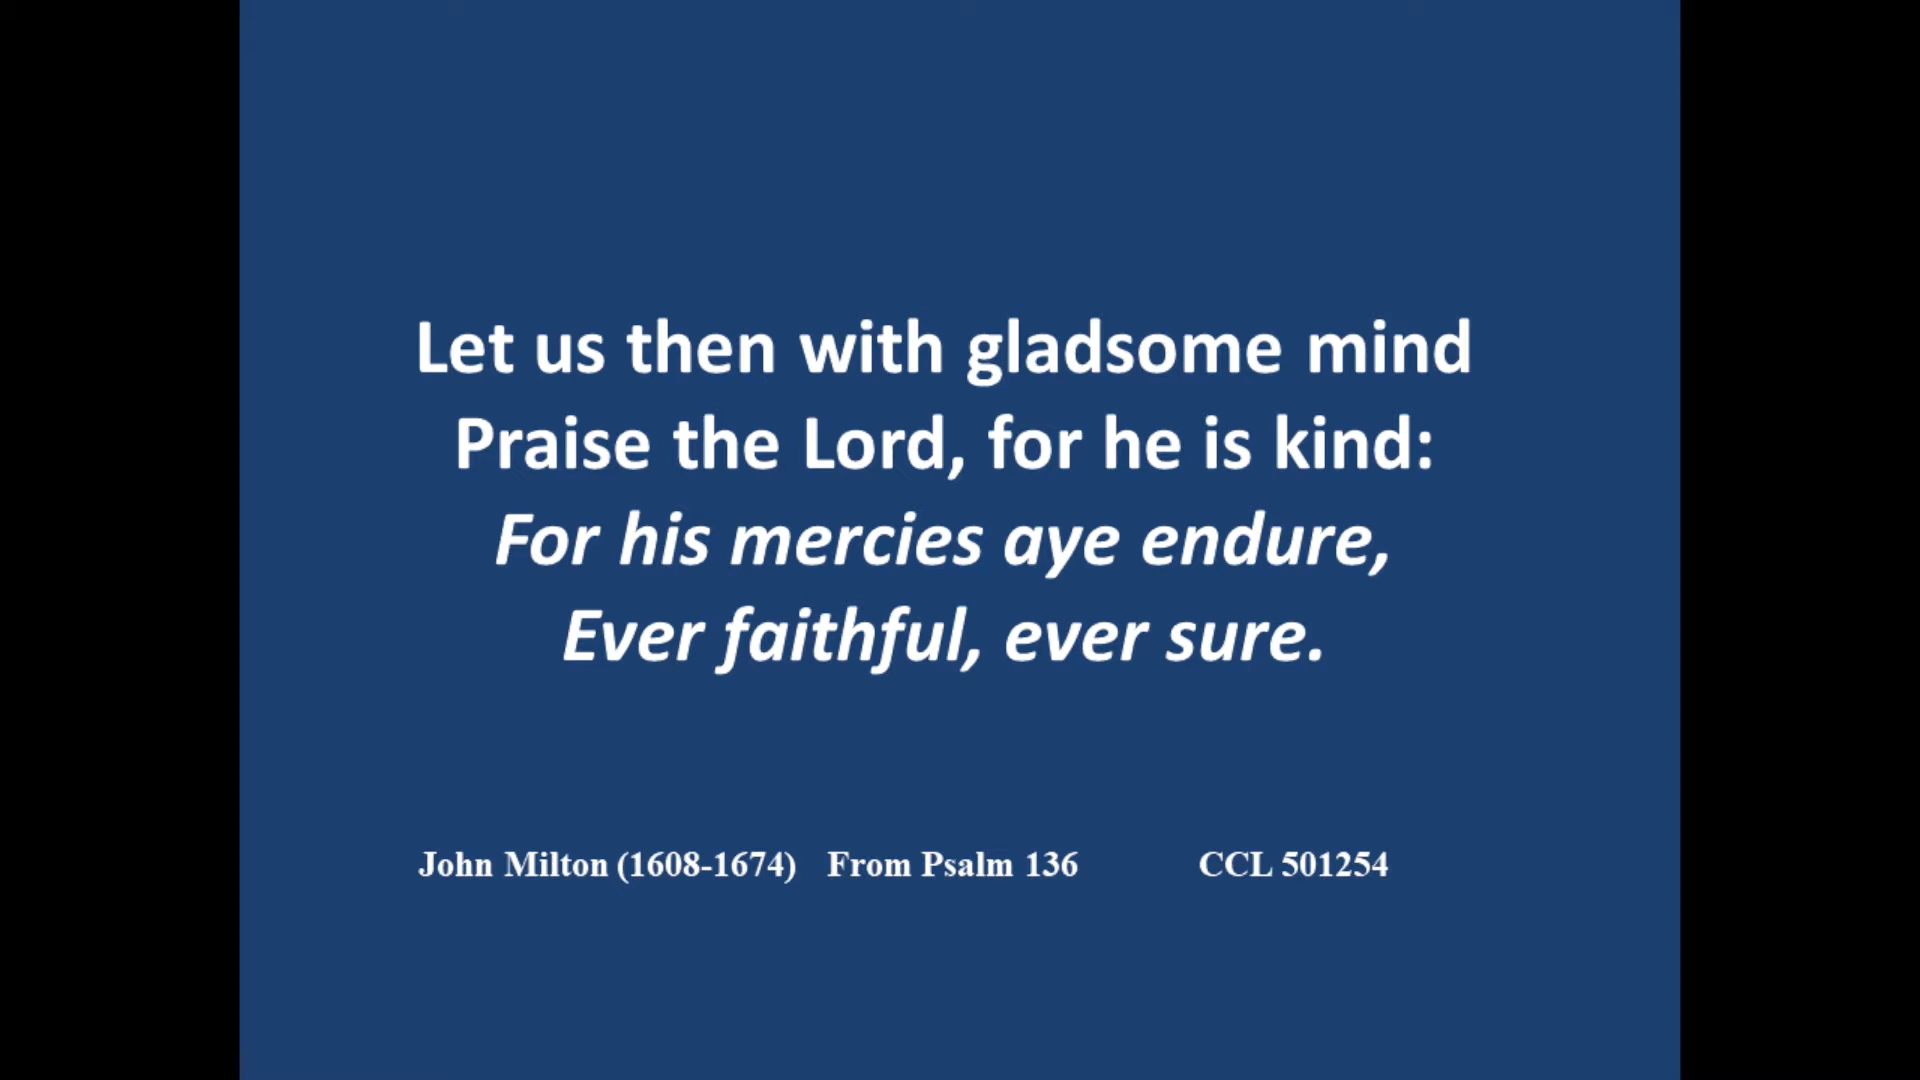 Let us then with gladsome mind
Praise the Lord, for he is kind:
For his mercies aye endure,
Ever faithful, ever sure.
John Milton (1608-1674) From Psalm 136 CCL 501254